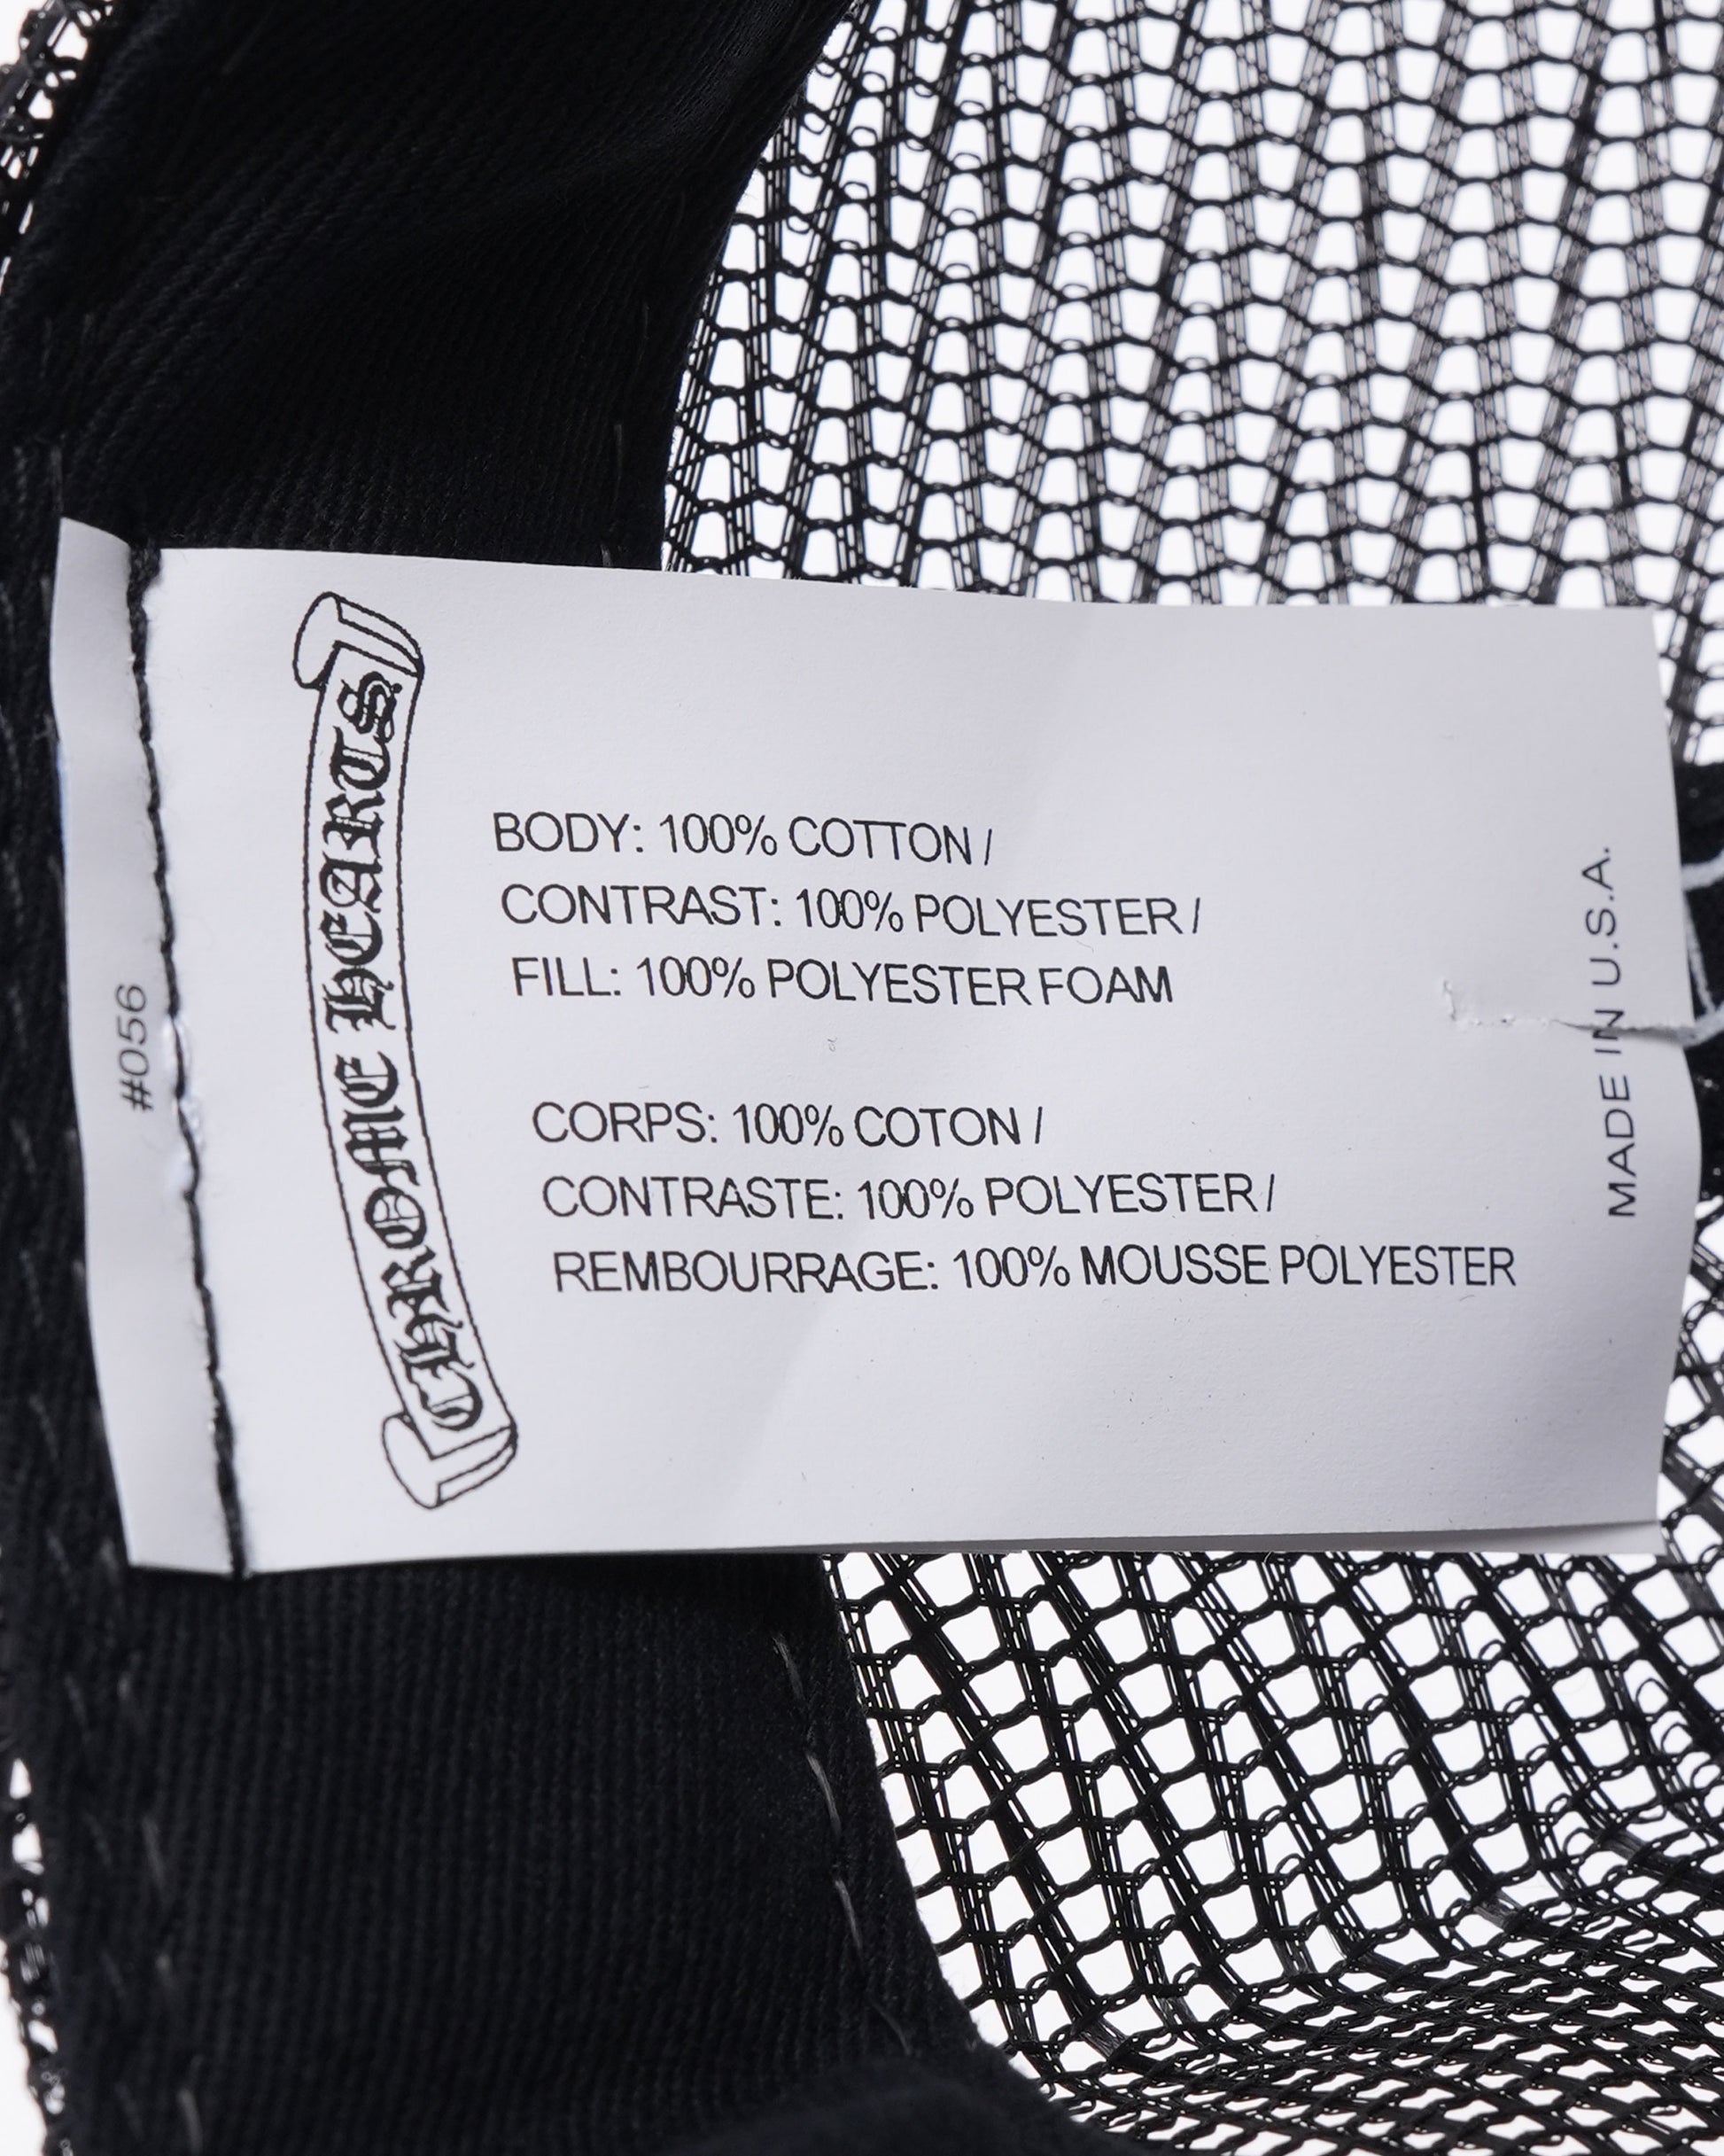 #056
CHROME HEARTS
BODY: 100% COTTON /
CONTRAST: 100% POLYESTER /
FILL: 100% POLYESTER FOAM
CORPS: 100% COTON /
CONTRASTE: 100% POLYESTER /
REMBOURRAGE: 100% MOUSSE POLYESTER
MADE IN U.S.A.